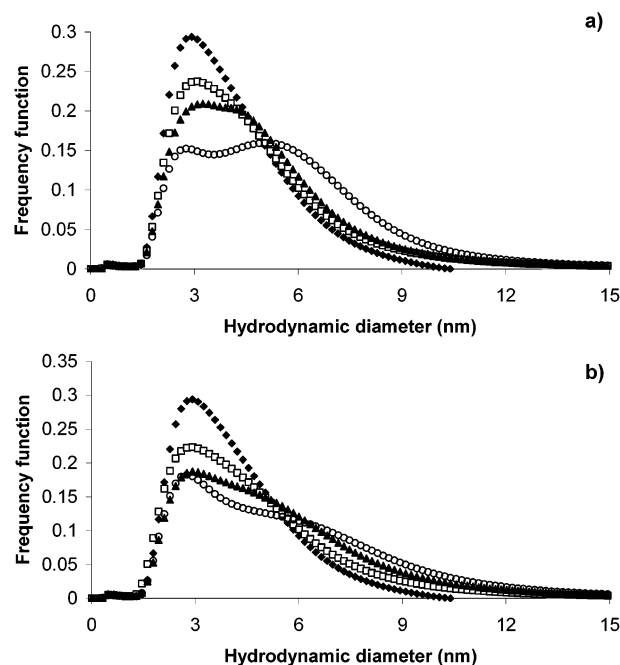 a)
0.3
0.25
0.2
0.15
0.1
0.05
0
Frequency function
0 3 6 9 12 15
Hydrodynamic diameter (nm)
b)
0.35
0.3
0.25
0.2
0.15
0.1
0.05
0
Frequency function
0 3 6 9 12 15
Hydrodynamic diameter (nm)